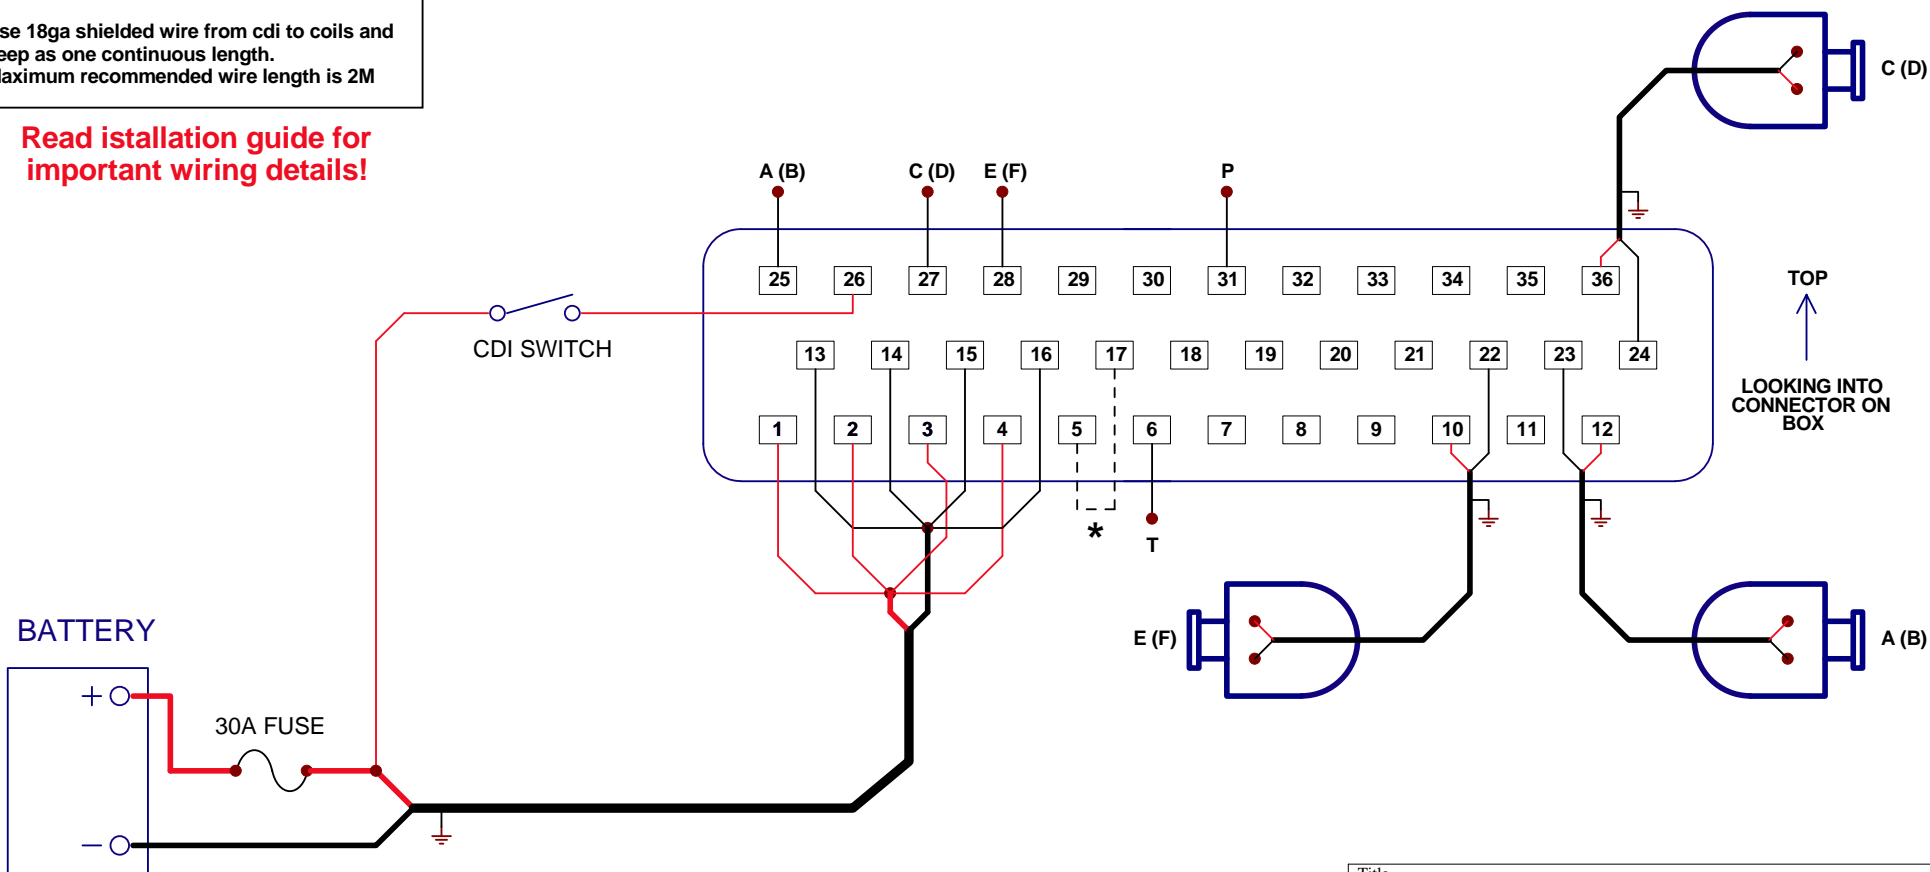 se 18ga shielded wire from cdi to coils and
eep as one continuous length.
aximum recommended wire length is 2M
Read istallation guide for
important wiring details!
C (D)
A (B) C (D) E (F) P
25 26 27 28 29 30 31 32 33 34 35 36
TOP
CDI SWITCH
13 14 15 16 17 18 19 20 21 22 23 24
LOOKING INTO
CONNECTOR ON
BOX
1 2 3 4 5 6 7 8 9 10 11 12
*
T
BATTERY
E (F)
A (B)
+
30A FUSE
−
Title